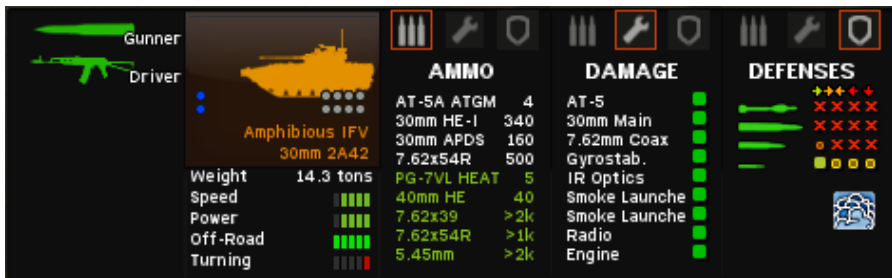 Gunner
Driver
Amphibious IFV
30mm 2A42
Weight 14.3 tons
Speed
Power
Off-Road
Turning
AMMO
AT-5A ATGM 4
30mm HE-I 340
30mm APDS 160
7.62x54R 500
PG-7VL HEAT 5
40mm HE 40
7.62x39 >2k
7.62x54R >1k
5.45mm >2k
DAMAGE
AT-5
30mm Main
7.62mm Coax
Gyrostab.
IR Optics
Smoke Launche
Smoke Launche
Radio
Engine
DEFENSES